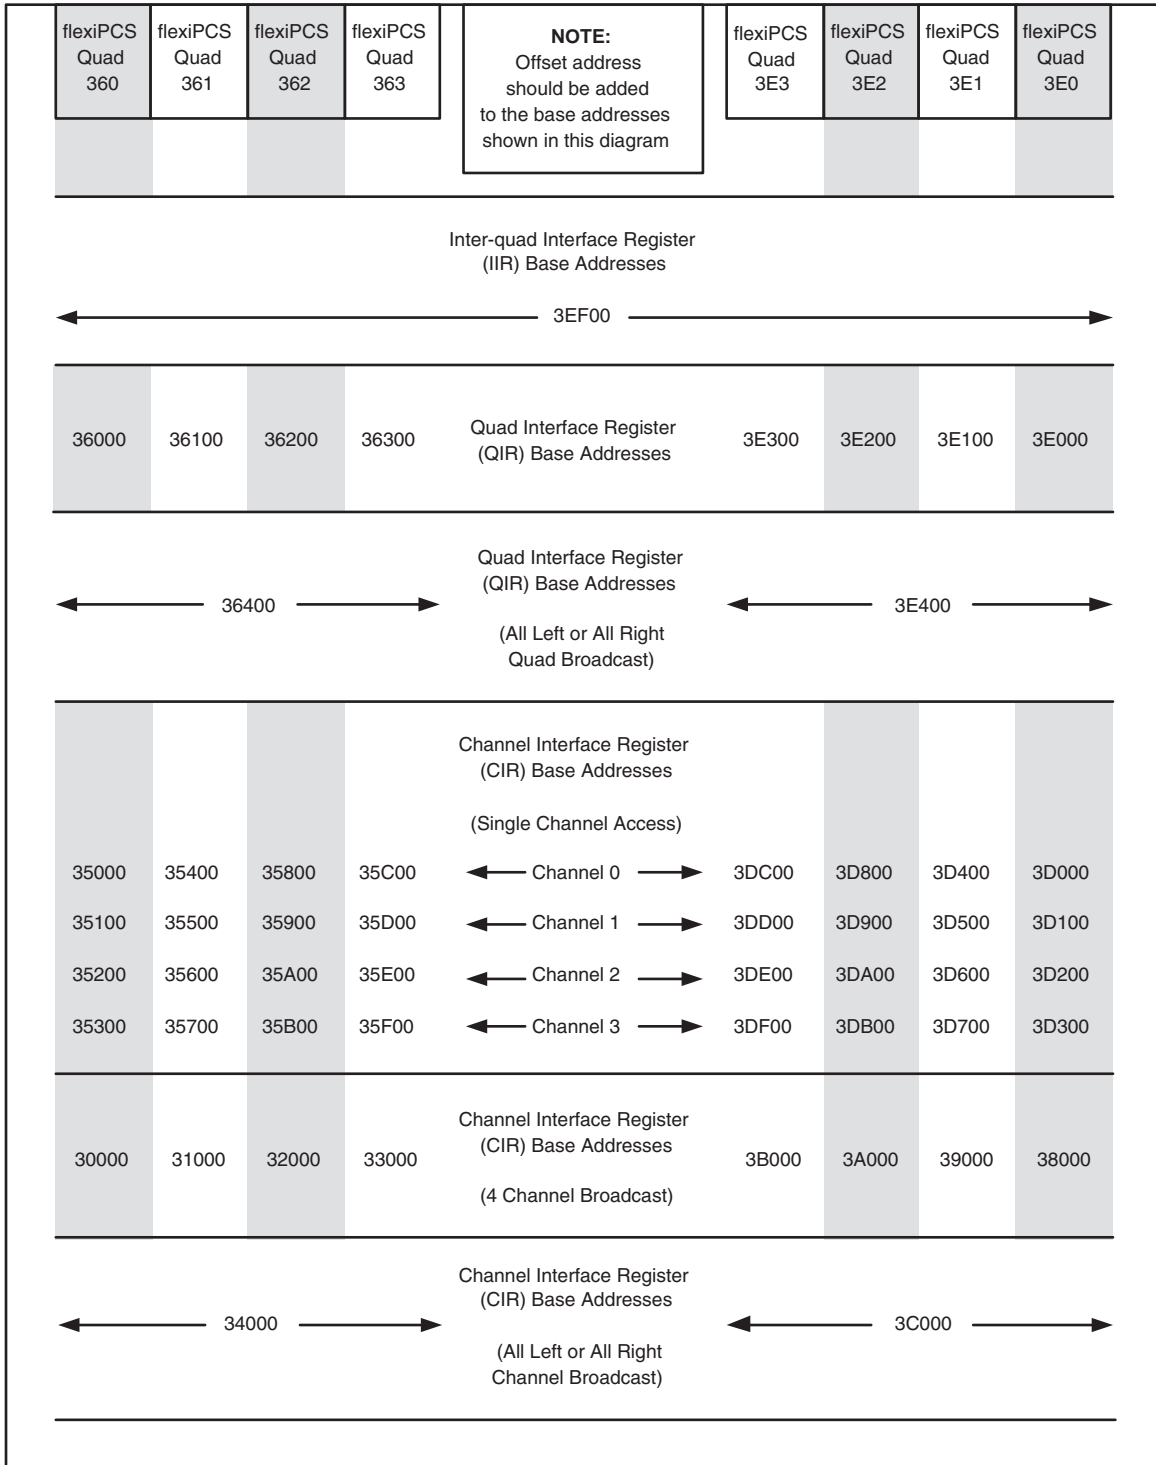 flexiPCS Quad 360
flexiPCS Quad 361
flexiPCS Quad 362
flexiPCS Quad 363
NOTE:
Offset address
should be added
to the base addresses
shown in this diagram
flexiPCS Quad 3E3
flexiPCS Quad 3E2
flexiPCS Quad 3E1
flexiPCS Quad 3E0
Inter-quad Interface Register
(IIR) Base Addresses
3EF00
36000 36100 36200 36300
Quad Interface Register
(QIR) Base Addresses
3E300 3E200 3E100 3E000
Quad Interface Register
(QIR) Base Addresses
36400
3E400
(All Left or All Right
Quad Broadcast)
Channel Interface Register
(CIR) Base Addresses
(Single Channel Access)
35000 35400 35800 35C00 Channel 0 3DC00 3D800 3D400 3D000
35100 35500 35900 35D00 Channel 1 3DD00 3D900 3D500 3D100
35200 35600 35A00 35E00 Channel 2 3DE00 3DA00 3D600 3D200
35300 35700 35B00 35F00 Channel 3 3DF00 3DB00 3D700 3D300
Channel Interface Register
(CIR) Base Addresses
30000 31000 32000 33000
3B000 3A000 39000 38000
(4 Channel Broadcast)
Channel Interface Register
(CIR) Base Addresses
34000
3C000
(All Left or All Right
Channel Broadcast)